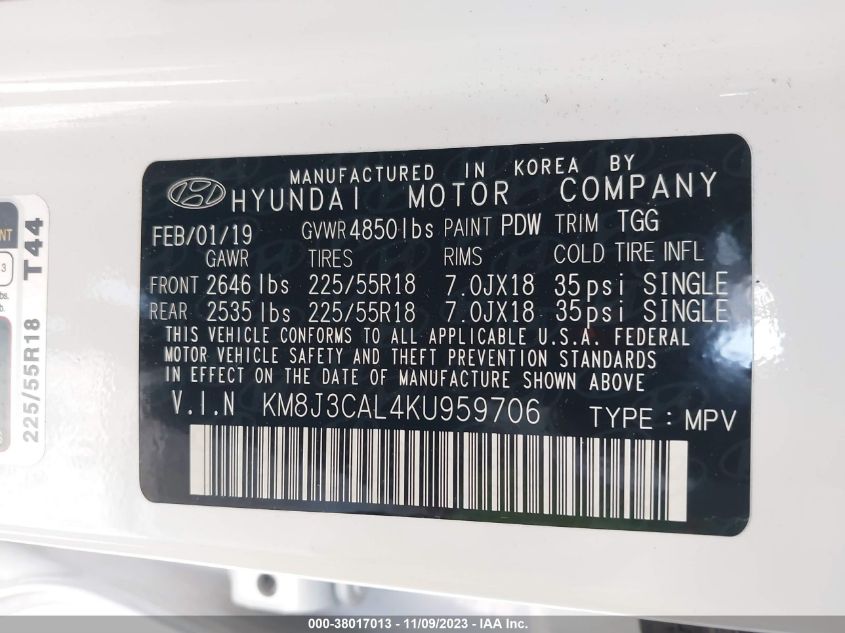 MANUFACTURED IN KOREA BY
HYUNDAI MOTOR COMPANY
FEB/01/19 GVWR 4850 lbs PAINT PDW TRIM TGG
GAWR TIRES RIMS COLD TIRE INFL
FRONT 2646 lbs 225/55R18 7.0JX18 35psi SINGLE
REAR 2535 lbs 225/55R18 7.0JX18 35psi SINGLE
THIS VEHICLE CONFORMS TO ALL APPLICABLE U.S.A. FEDERAL
MOTOR VEHICLE SAFETY AND THEFT PREVENTION STANDARDS
IN EFFECT ON THE DATE OF MANUFACTURE SHOWN ABOVE
V.I.N KM8J3CAL4KU959706 TYPE : MPV
225/55R18 T44
000-38017013 - 11/09/2023 - IAA Inc.